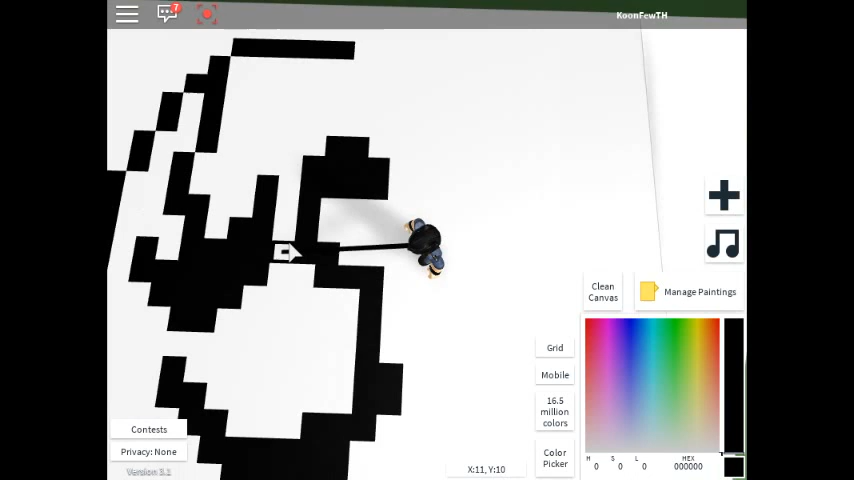 7
KoonFewTH
Clean
Canvas
Manage Paintings
Grid
Mobile
16.5
million
colors
Color
Picker
H S L HEX
0 0 0 000000
Contests
Privacy: None
Version 3.1
X:11, Y:10